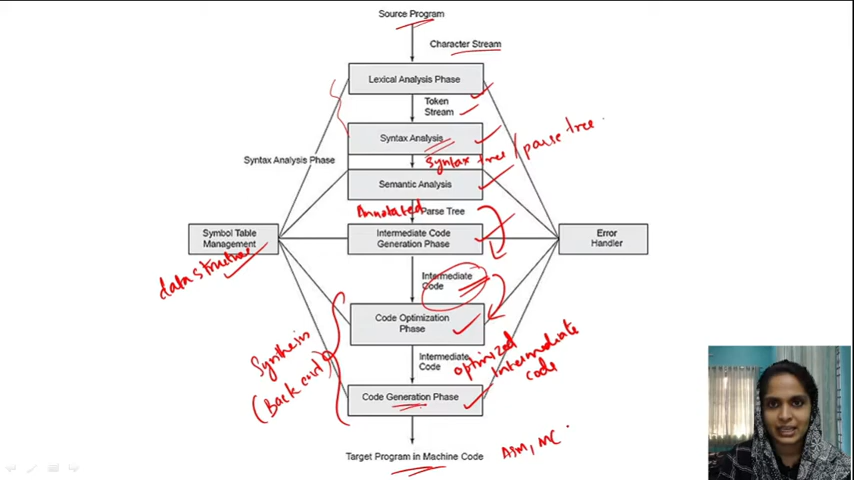 Source Program
Character Stream
Lexical Analysis Phase
Token
Stream
Syntax Analysis
Syntax tree / parse tree
Syntax Analysis Phase
Semantic Analysis
Annotated Parse Tree
Symbol Table
Management
data structure
Intermediate Code
Generation Phase
Error
Handler
Intermediate
Code
Code Optimization
Phase
Synthesis
(Back end)
Intermediate
Code
optimized
Intermediate
code
Code Generation Phase
Target Program in Machine Code
ASM, MC